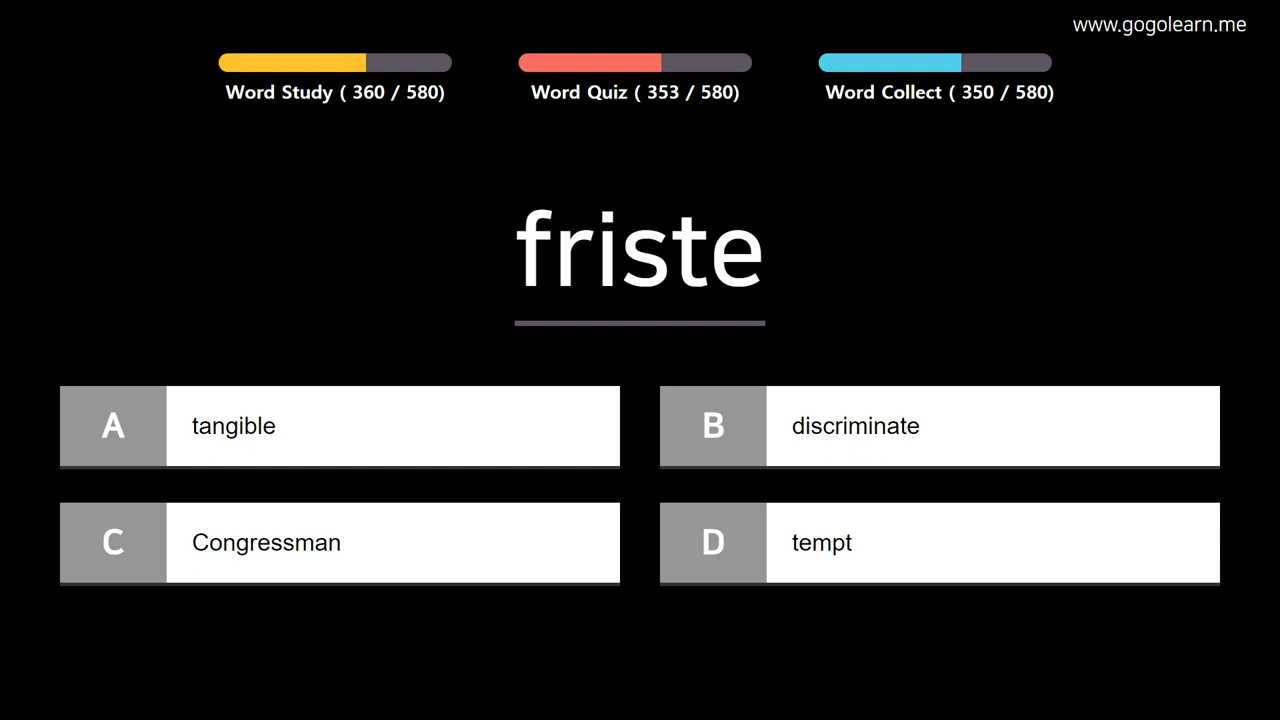 www.gogolearn.me
Word Study ( 360 / 580)
Word Quiz ( 353 / 580)
Word Collect ( 350 / 580)
friste
A tangible
B discriminate
C Congressman
D tempt